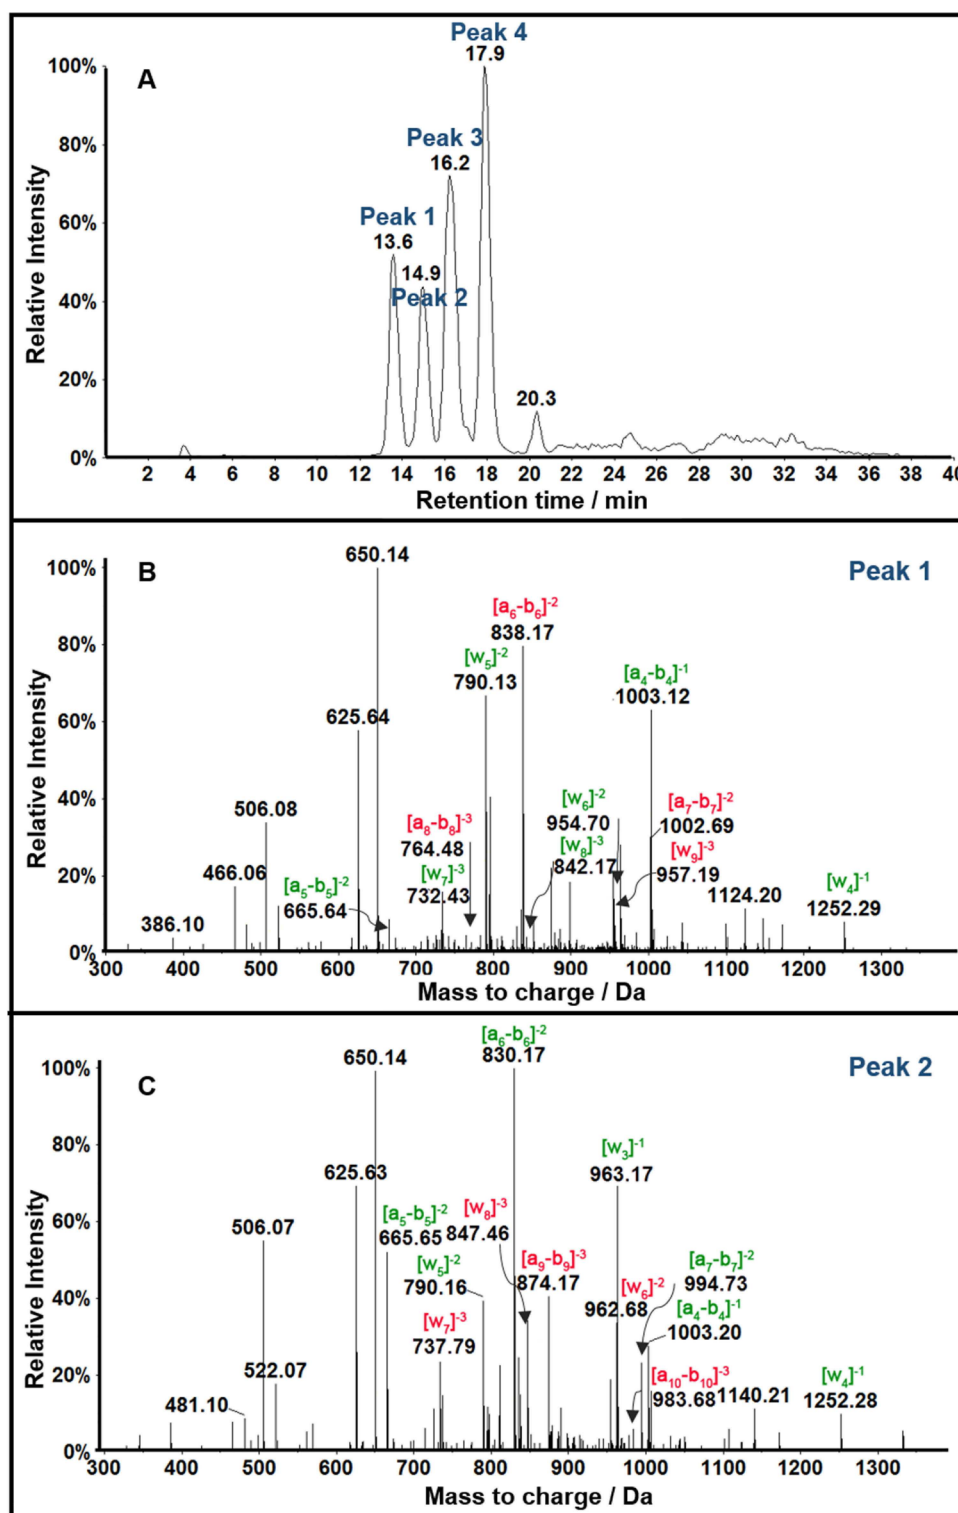 Peak 4
17.9
100%
A
80%
Peak 3
16.2
Relative Intensity
60%
Peak 1
13.6
14.9
40%
Peak 2
20%
20.3
0%
2 4 6 8 10 12 14 16 18 20 22 24 26 28 30 32 34 36 38 40
Retention time / min
650.14
100%
B
Peak 1
[a6-b6]-2
838.17
80%
[w5]-2
790.13
[a4-b4]-1
1003.12
Relative Intensity
625.64
60%
506.08
[a8-b8]-3
764.48
[w6]-2
954.70
[a7-b7]-2
1002.69
40%
466.06
[a5-b5]-2
665.64
[w7]-3
732.43
[w8]-3
842.17
[w9]-3
957.19
1124.20
[w4]-1
1252.29
20%
386.10
0%
300 400 500 600 700 800 900 1000 1100 1200 1300
Mass to charge / Da
[a6-b6]-2
830.17
650.14
100%
C
Peak 2
80%
625.63
[w3]-1
963.17
Relative Intensity
60%
506.07
[a5-b5]-2
665.65
[w8]-3
847.46
[w5]-2
790.16
[a9-b9]-3
874.17
[w6]-2
962.68
[a7-b7]-2
994.73
[a4-b4]-1
1003.20
40%
[w7]-3
737.79
522.07
[a10-b10]-3
983.68
1140.21
[w4]-1
1252.28
20%
481.10
0%
300 400 500 600 700 800 900 1000 1100 1200 1300
Mass to charge / Da